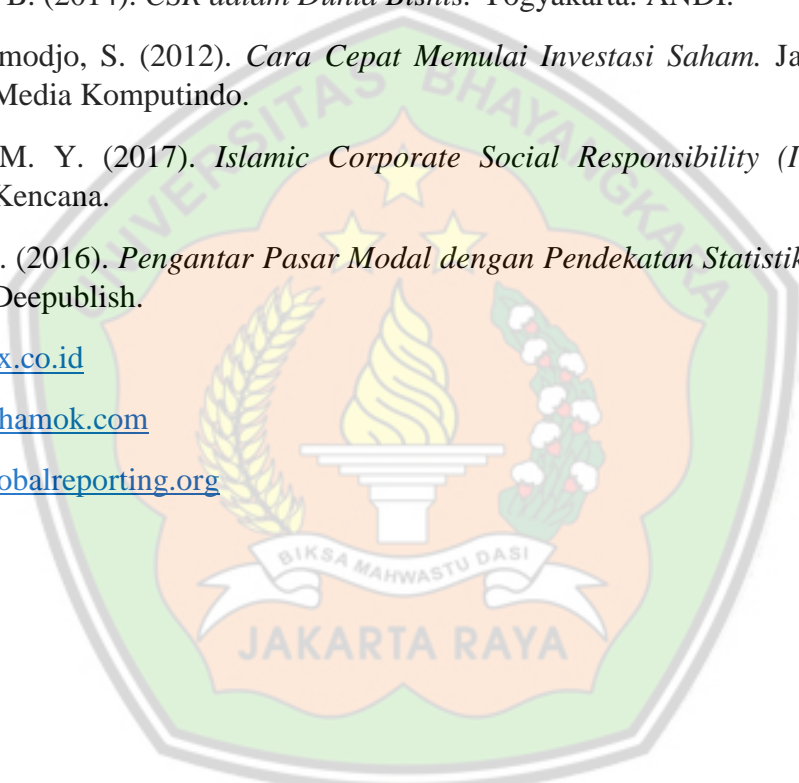 B. (2014). CSR dalam Dunia Bisnis. Yogyakarta: ANDI.
modjo, S. (2012). Cara Cepat Memulai Investasi Saham. Ja
Media Komputindo.
M. Y. (2017). Islamic Corporate Social Responsibility (I
Kencana.
. (2016). Pengantar Pasar Modal dengan Pendekatan Statistik
Deepublish.
x.co.id
hamok.com
obalreporting.org
UNIVERSITAS BHAYANGKARA
BIKSA MAHWASTU DASI
JAKARTA RAYA